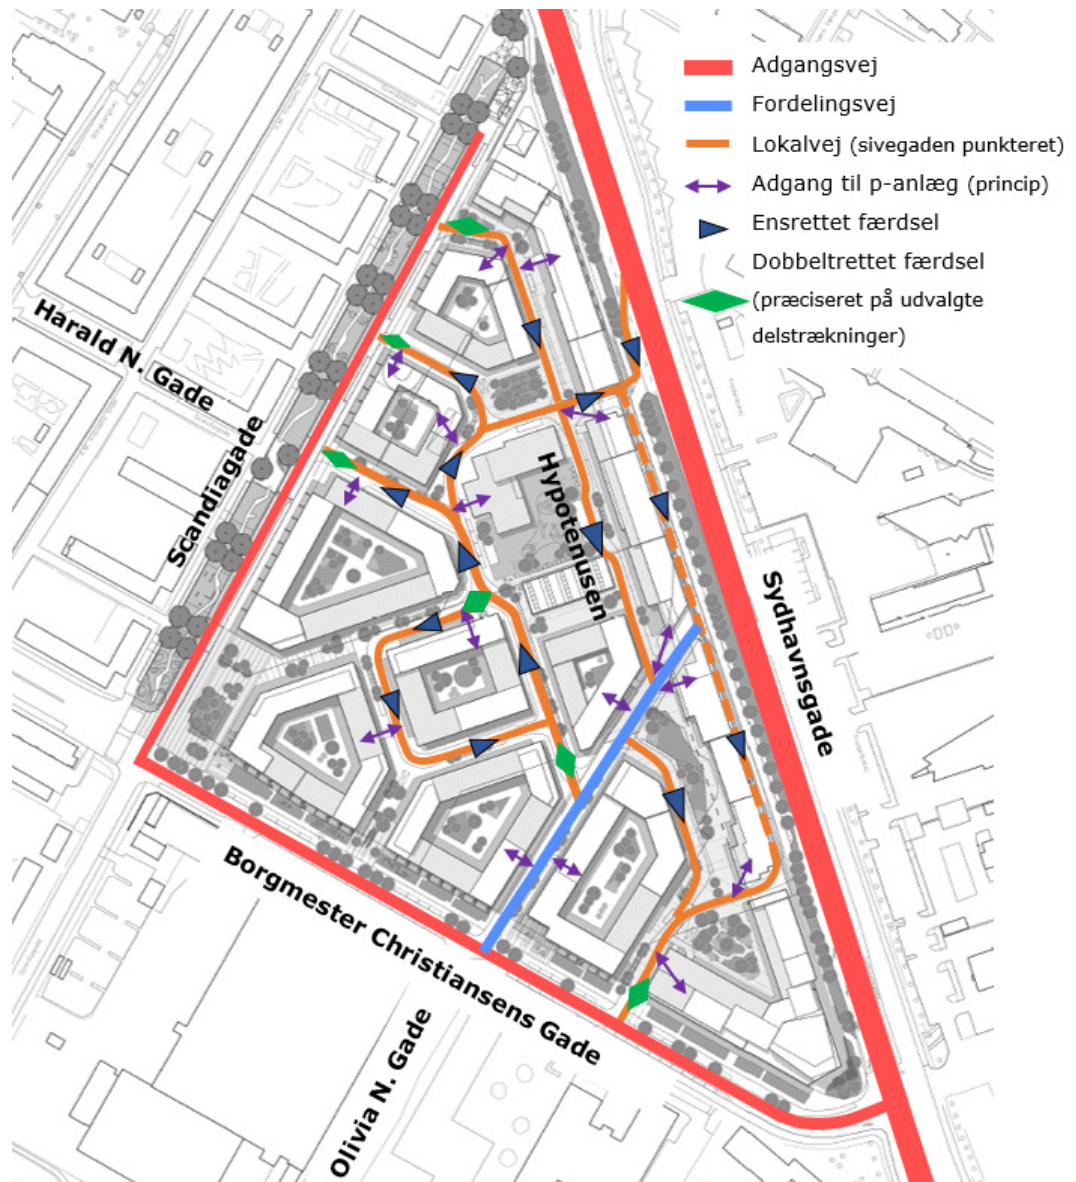 Adgangsvej
Fordelingsvej
Lokalvej (sivegaden punkteret)
Adgang til p-anlæg (princip)
Ensrettet færdsel
Dobbeltrettet færdsel
(præciseret på udvalgte
delstrækninger)
Harald N. Gade
Scandiagade
Hypotenusen
Sydhavnsgade
Borgmester Christiansens Gade
Olivia N. Gade